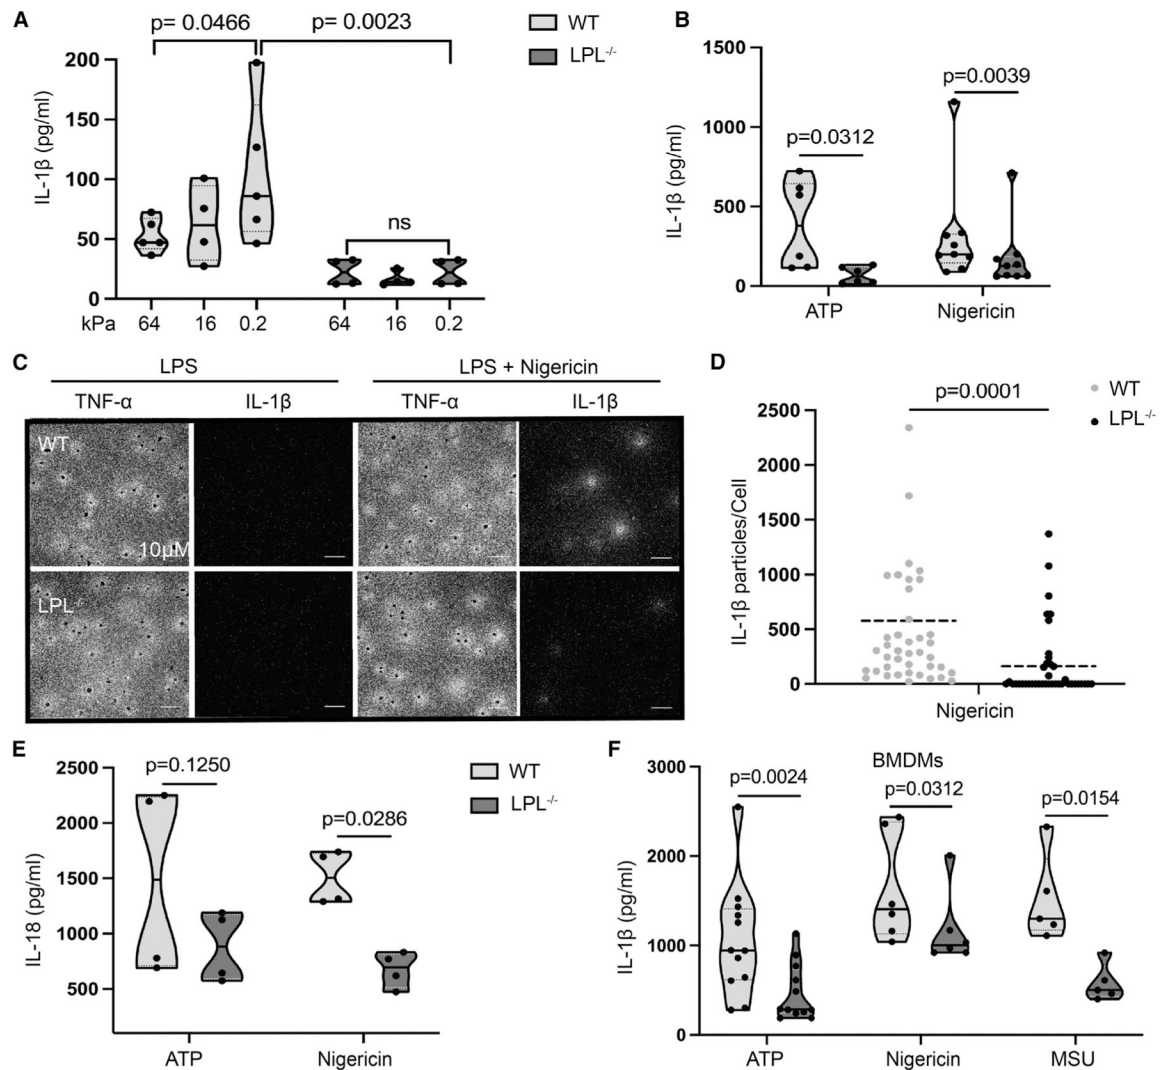 A
p= 0.0466
p= 0.0023
WT
LPL-/-
IL-1β (pg/ml)
200
150
100
50
0
ns
kPa 64 16 0.2 64 16 0.2
B
IL-1β (pg/ml)
1500
1000
500
0
p=0.0312
p=0.0039
ATP Nigericin
C
LPS LPS + Nigericin
TNF-α IL-1β TNF-α IL-1β
WT
10µM
LPL-/-
D
p=0.0001
WT
LPL-/-
IL-1β particles/Cell
2500
2000
1500
1000
500
0
Nigericin
E
IL-18 (pg/ml)
2500
2000
1500
1000
500
p=0.1250
p=0.0286
WT
LPL-/-
ATP Nigericin
F
BMDMs
IL-1β (pg/ml)
3000
2000
1000
0
p=0.0024
p=0.0312
p=0.0154
ATP Nigericin MSU